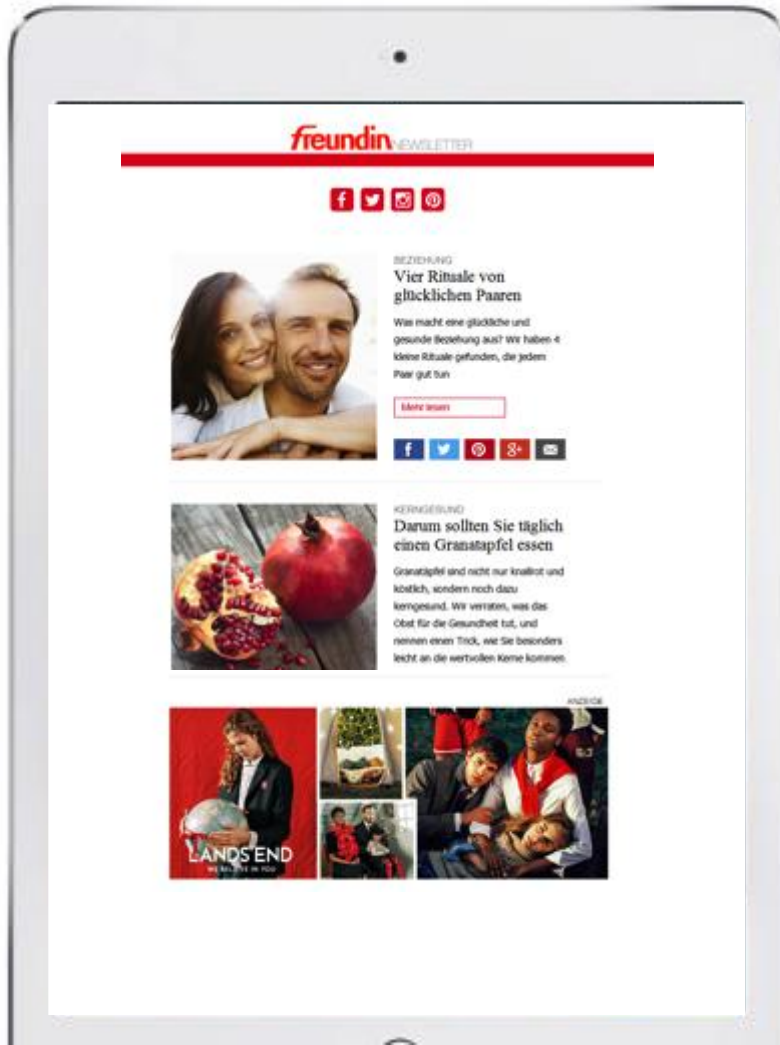 freundin NEWSLETTER
BEZIEHUNG
Vier Rituale von
glücklichen Paaren
Was macht eine glückliche und
gesunde Beziehung aus? Wir haben 4
kleine Rituale gefunden, die jedem
Paar gut tun
Mehr lesen
KERNGESUND
Darum sollten Sie täglich
einen Granatapfel essen
Granatäpfel sind nicht nur knallrot und
köstlich, sondern noch dazu
kerngesund. Wir verraten, was das
Obst für die Gesundheit tut, und
nennen einen Trick, wie Sie besonders
leicht an die wertvollen Kerne kommen
ANZEIGE
LANDS' END
WE BELIEVE IN YOU